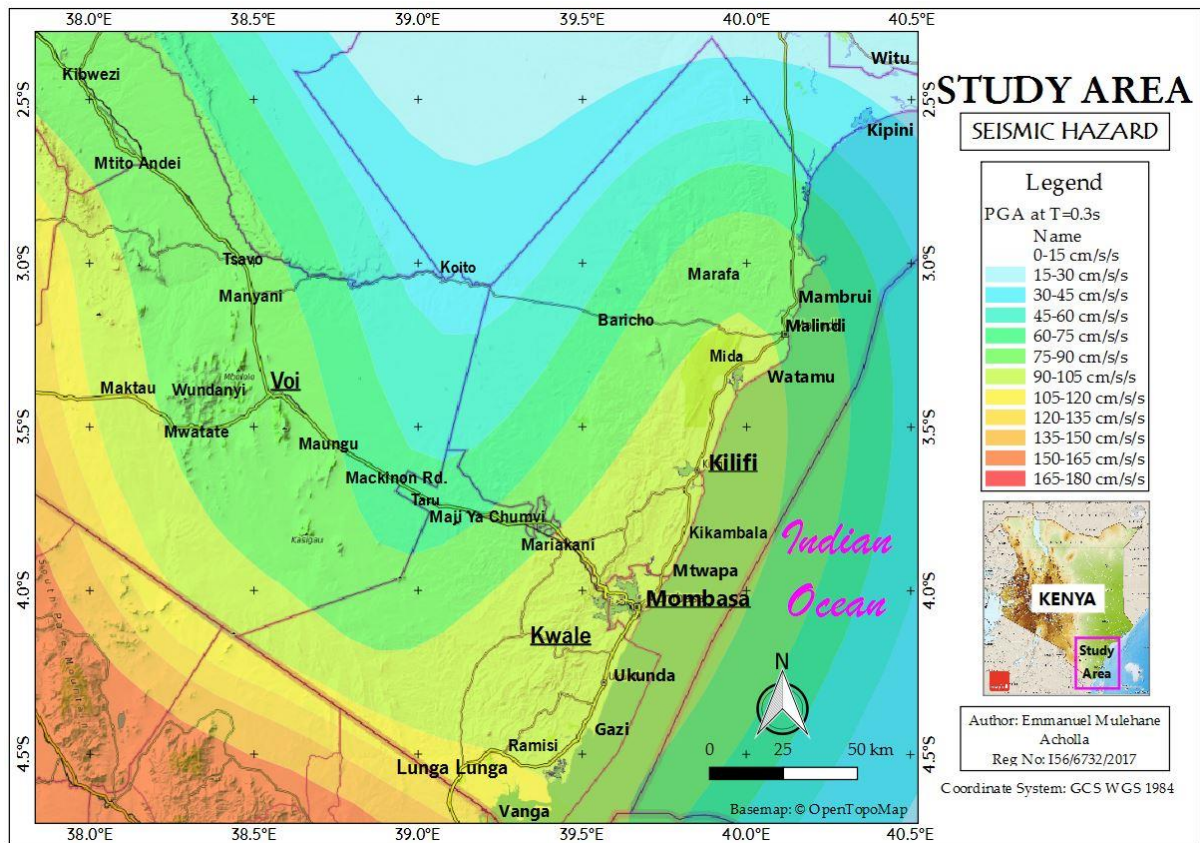 38.0°E 38.5°E 39.0°E 39.5°E 40.0°E 40.5°E
2.5°S
3.0°S
3.5°S
4.0°S
4.5°S
Witu
Kibwezi
Kipini
Mtito Andei
Tsavo
Koito
Marafa
Manyani
Mambrui
Baricho
Malindi
Mida
Watamu
Maktau
Wundanyi
Voi
Mwatate
Maungu
Kilifi
Mackinon Rd.
Taru
Maji Ya Chumvi
Kasigau
Mariakani
Kikambala
Indian
Ocean
Mtwapa
Mombasa
Kwale
Ukunda
Gazi
Ramisi
Lunga Lunga
Vanga
N
0 25 50 km
Basemap: © OpenTopoMap
2.5°S
3.0°S
3.5°S
4.0°S
4.5°S
38.0°E 38.5°E 39.0°E 39.5°E 40.0°E 40.5°E
STUDY AREA
SEISMIC HAZARD
Legend
PGA at T=0.3s
Name
0-15 cm/s/s
15-30 cm/s/s
30-45 cm/s/s
45-60 cm/s/s
60-75 cm/s/s
75-90 cm/s/s
90-105 cm/s/s
105-120 cm/s/s
120-135 cm/s/s
135-150 cm/s/s
150-165 cm/s/s
165-180 cm/s/s
KENYA
Study
Area
Author: Emmanuel Mulehane
Acholla
Reg No: I56/6732/2017
Coordinate System: GCS WGS 1984